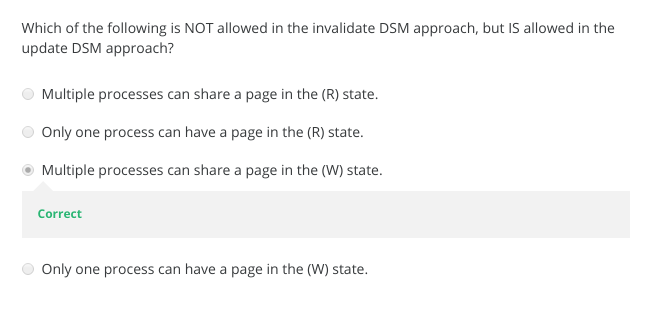 Which of the following is NOT allowed in the invalidate DSM approach, but IS allowed in the
update DSM approach?
Multiple processes can share a page in the (R) state.
Only one process can have a page in the (R) state.
Multiple processes can share a page in the (W) state.
Correct
Only one process can have a page in the (W) state.